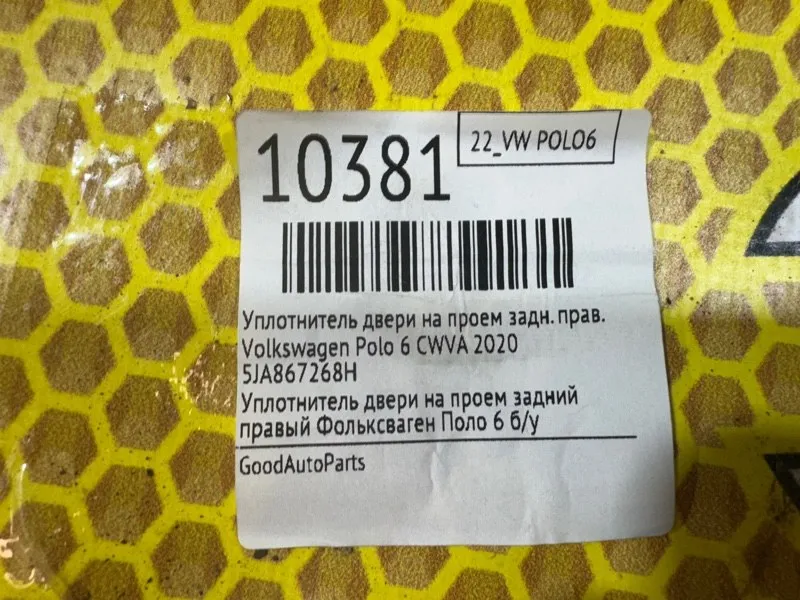 10381
22_VW POLO6
Уплотнитель двери на проем задн. прав.
Volkswagen Polo 6 CWVA 2020
5JA867268H
Уплотнитель двери на проем задний
правый Фольксваген Поло 6 б/у
GoodAutoParts